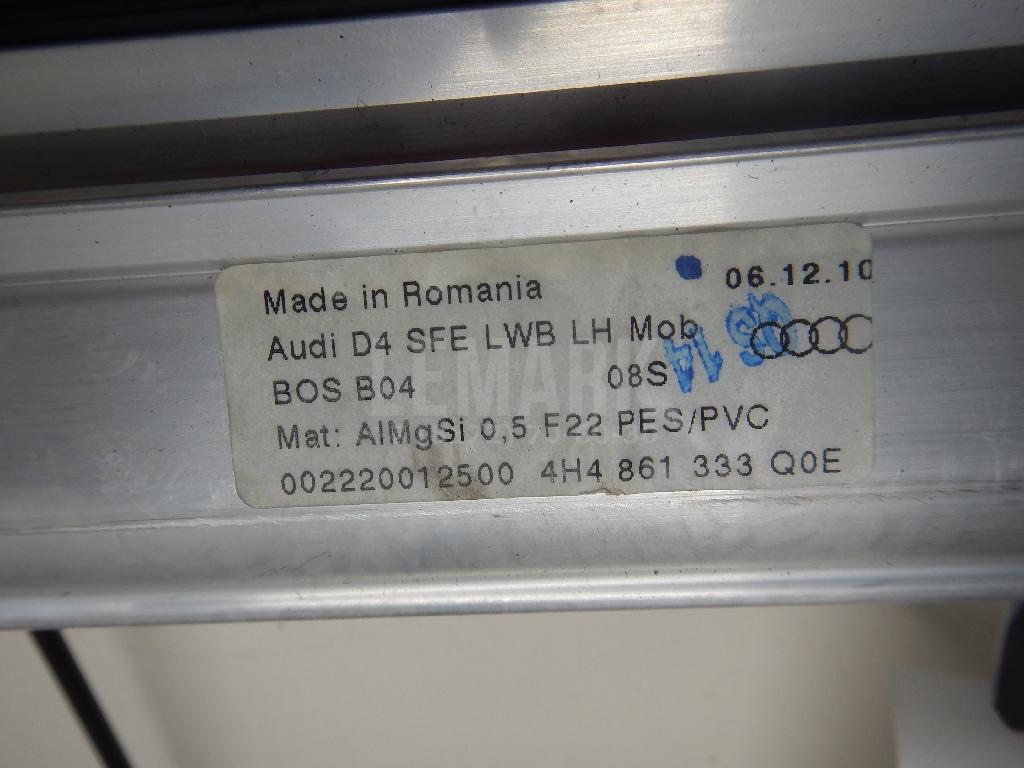 Made in Romania 06.12.10
Audi D4 SFE LWB LH Mob
BOS B04 08S
Mat: AlMgSi 0,5 F22 PES/PVC
002220012500 4H4 861 333 Q0E
LEMARK